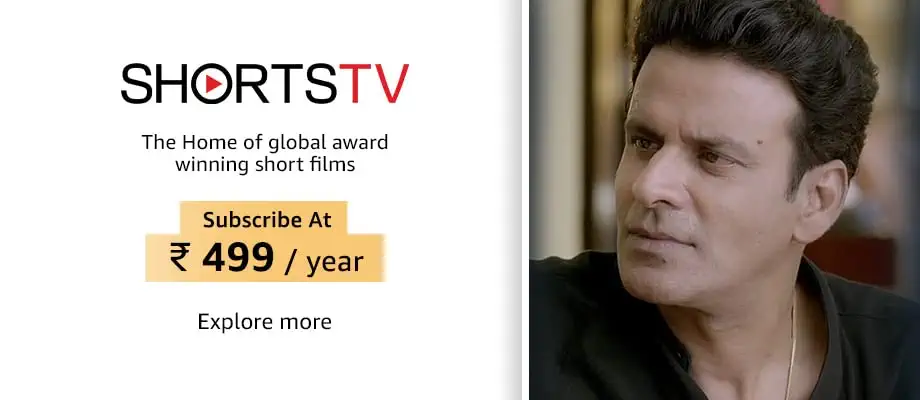 SHORTSTV
The Home of global award
winning short films
Subscribe At
₹ 499 / year
Explore more